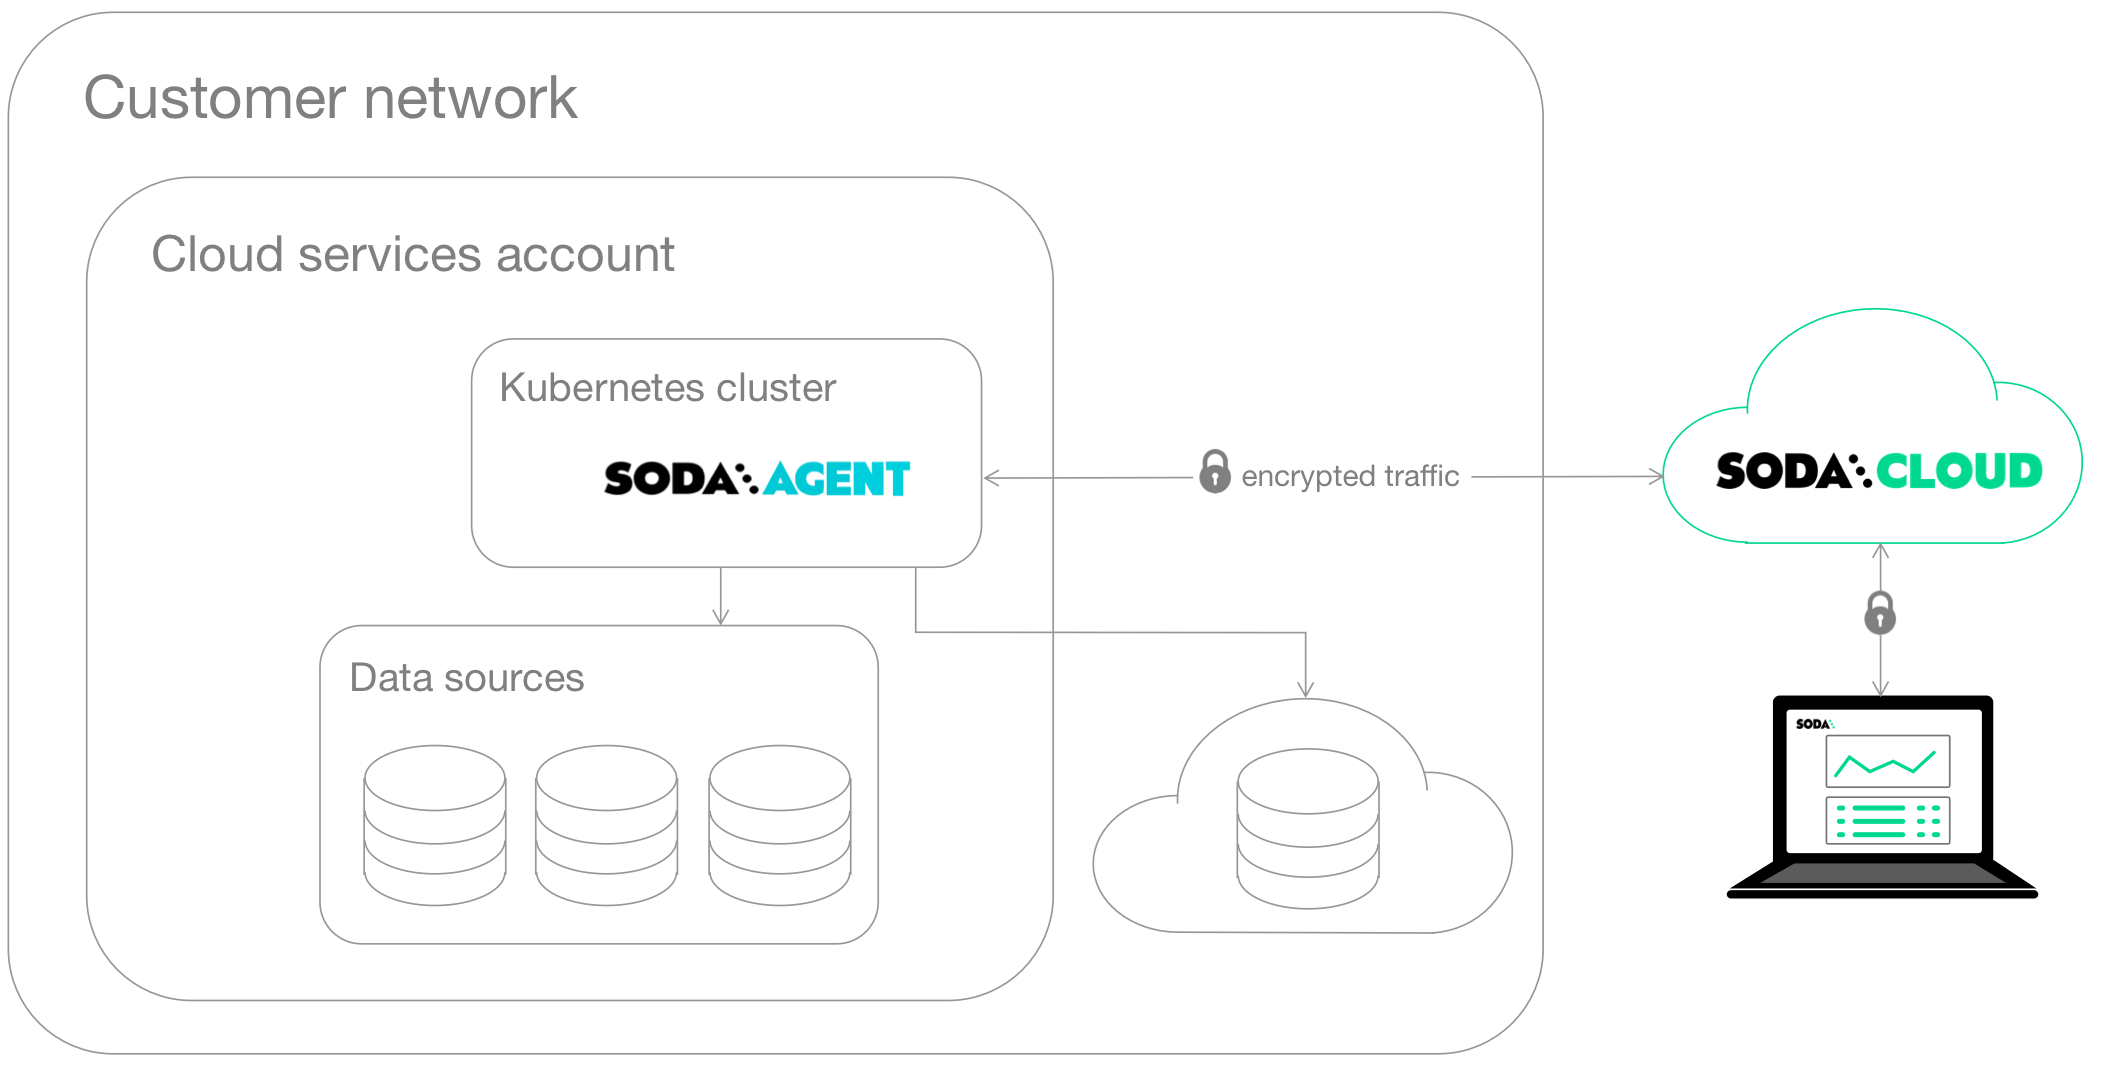 Customer network
Cloud services account
Kubernetes cluster
SODA AGENT
encrypted traffic
SODA CLOUD
Data sources
SODA